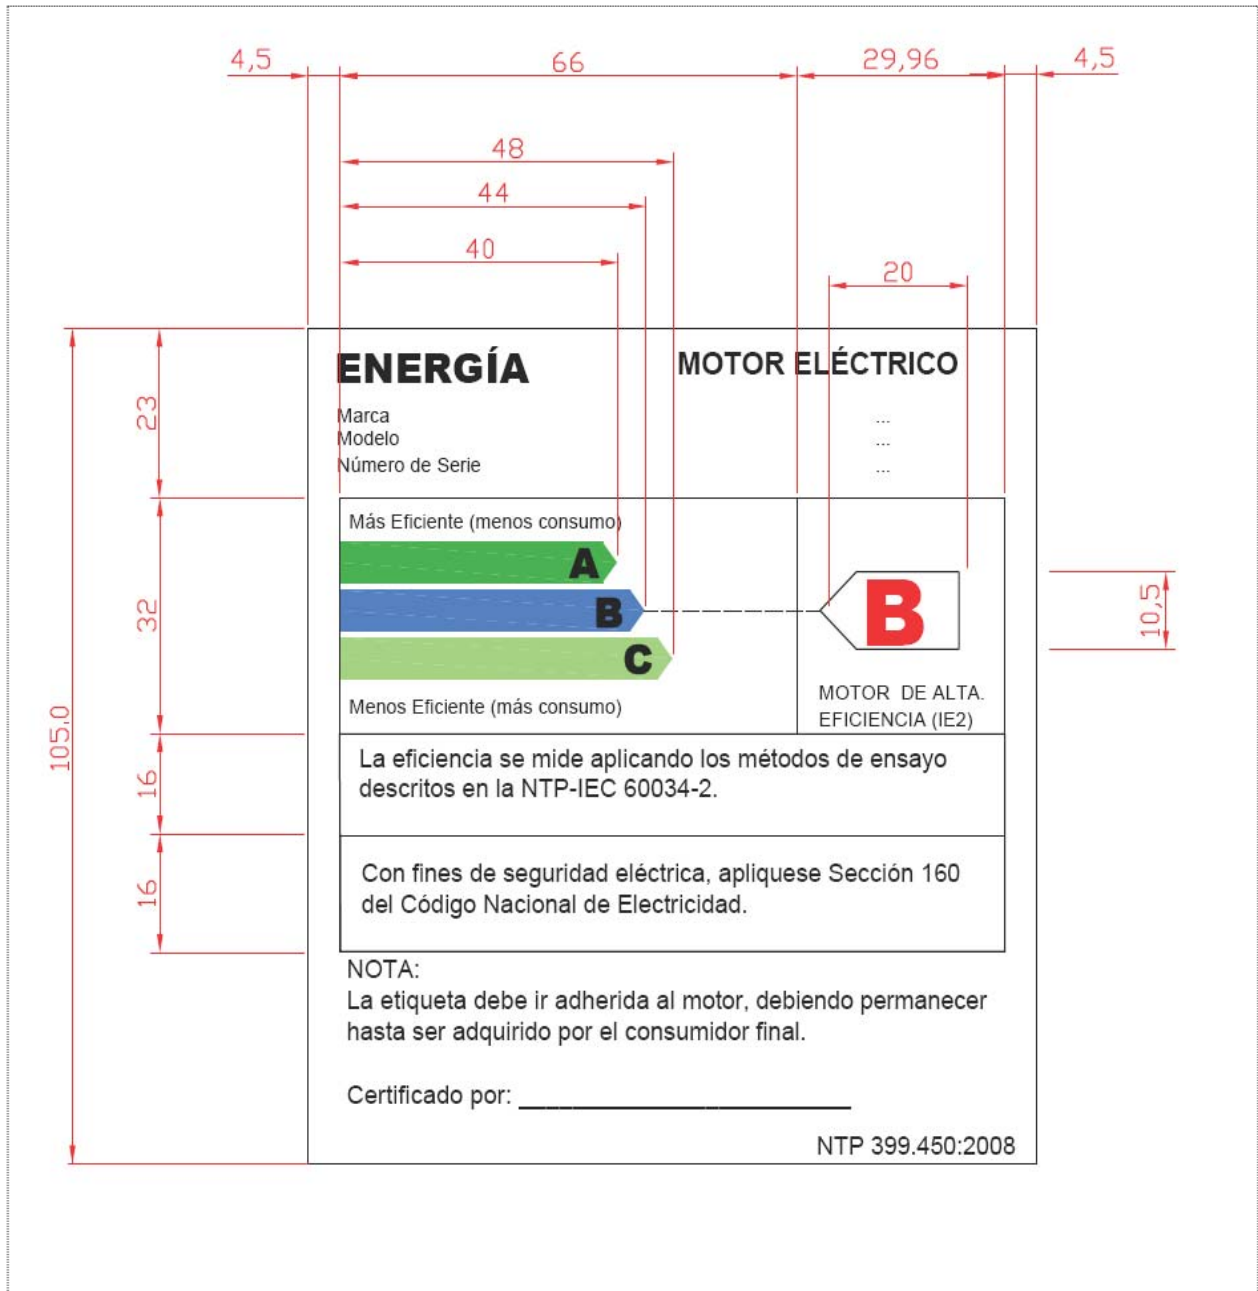 4,5 66 29,96 4,5
48
44
40
20
ENERGÍA MOTOR ELÉCTRICO
Marca ...
Modelo ...
Número de Serie ...
23
Más Eficiente (menos consumo)
A
B B
C
32
10,5
Menos Eficiente (más consumo)
MOTOR DE ALTA.
EFICIENCIA (IE2)
105.0
La eficiencia se mide aplicando los métodos de ensayo
descritos en la NTP-IEC 60034-2.
16
Con fines de seguridad eléctrica, apliquese Sección 160
del Código Nacional de Electricidad.
16
NOTA:
La etiqueta debe ir adherida al motor, debiendo permanecer
hasta ser adquirido por el consumidor final.
Certificado por: ____________________
NTP 399.450:2008